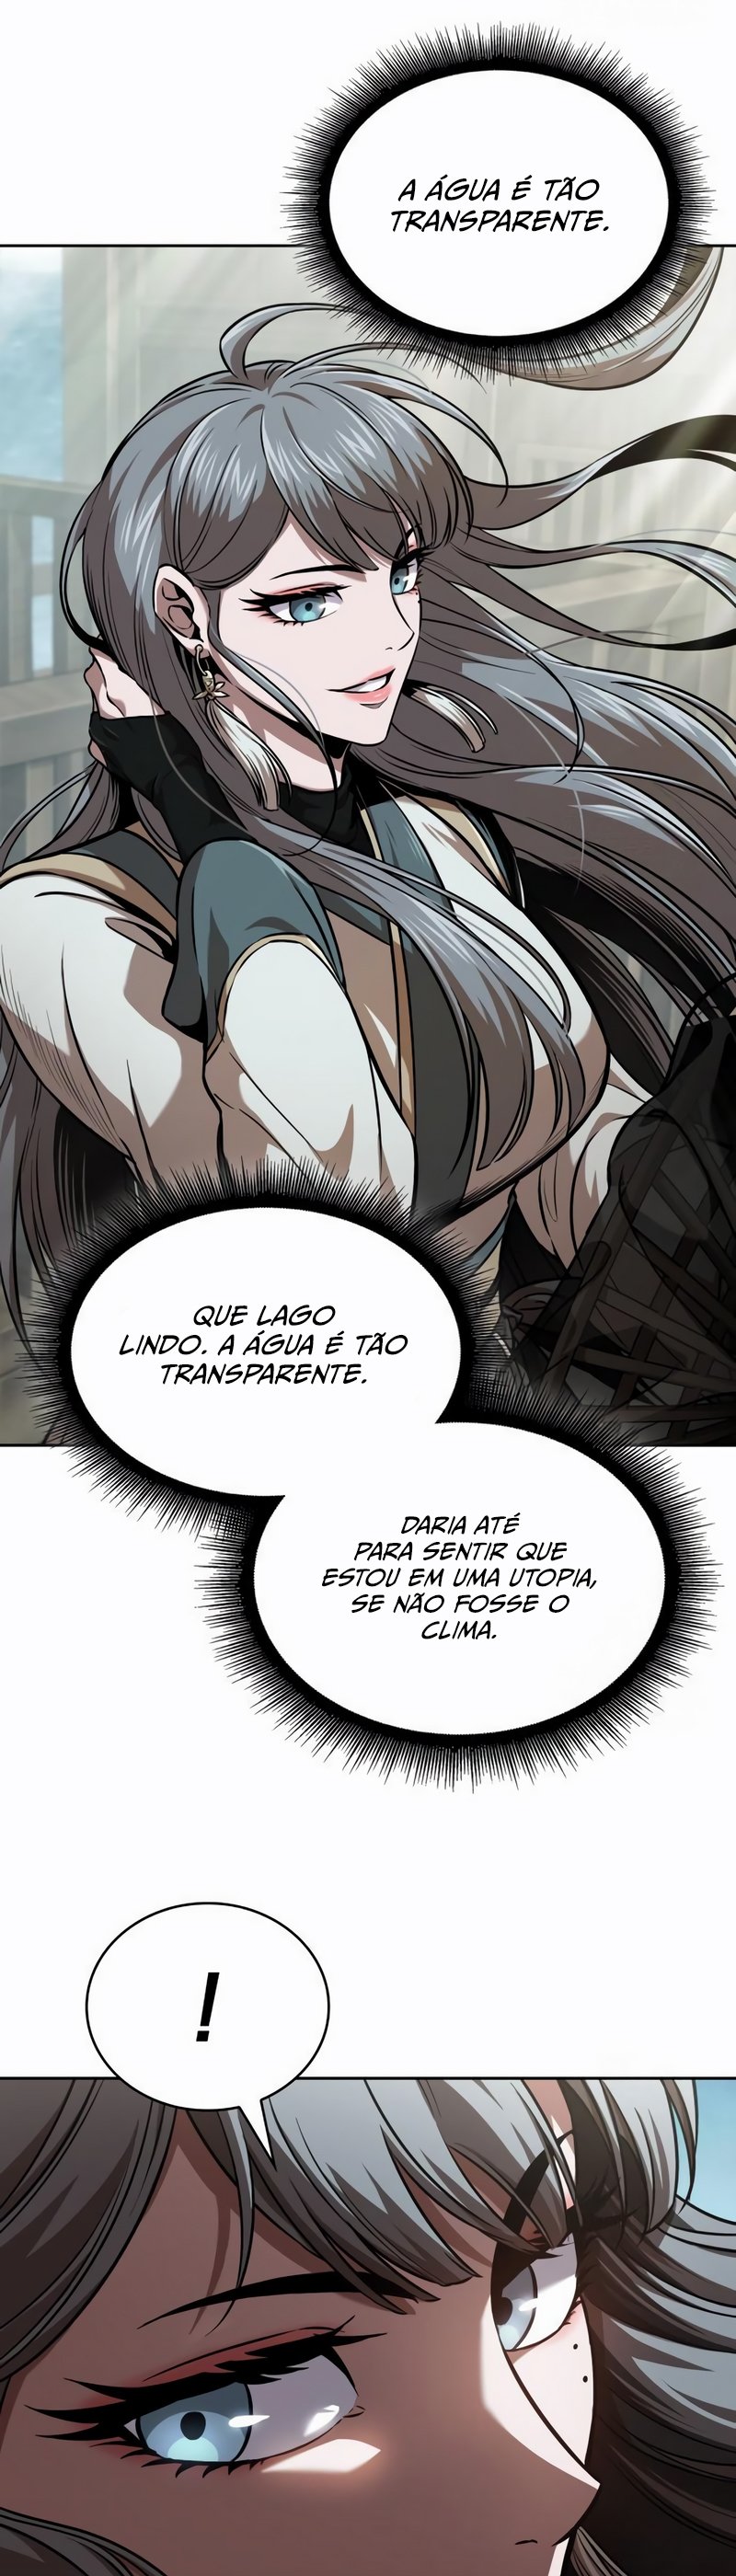 A ÁGUA É TÃO
TRANSPARENTE.
QUE LAGO
LINDO. A ÁGUA É TÃO
TRANSPARENTE.
DARIA ATÉ
PARA SENTIR QUE
ESTOU EM UMA UTOPIA,
SE NÃO FOSSE O
CLIMA.
!